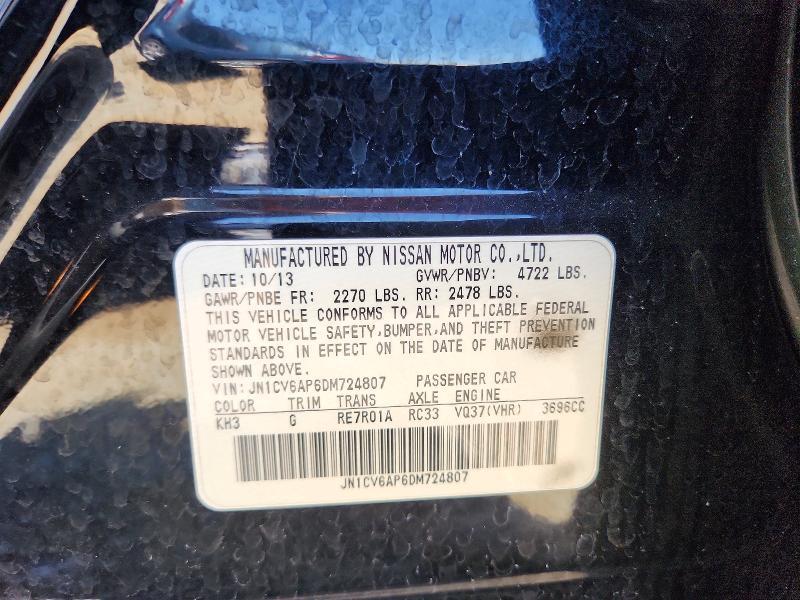 MANUFACTURED BY NISSAN MOTOR CO.,LTD.
DATE: 10/13 GVWR/PNBV: 4722 LBS.
GAWR/PNBE FR: 2270 LBS. RR: 2478 LBS.
THIS VEHICLE CONFORMS TO ALL APPLICABLE FEDERAL
MOTOR VEHICLE SAFETY,BUMPER,AND THEFT PREVENTION
STANDARDS IN EFFECT ON THE DATE OF MANUFACTURE
SHOWN ABOVE.
VIN: JN1CV6AP6DM724807 PASSENGER CAR
COLOR TRIM TRANS AXLE ENGINE
KH3 G RE7R01A RC33 VQ37(VHR) 3696CC
JN1CV6AP6DM724807